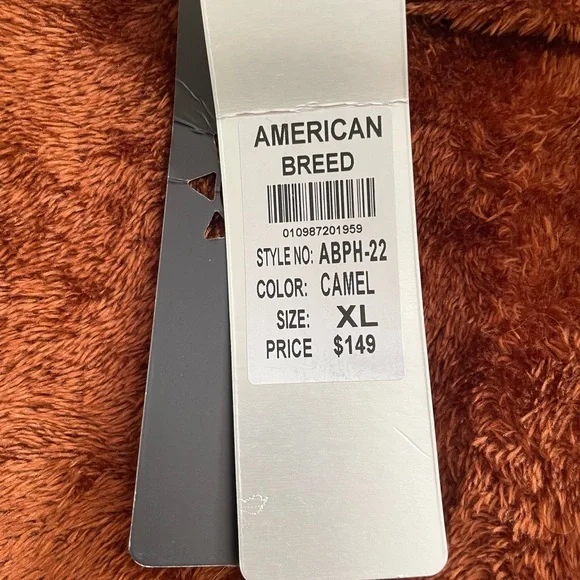 AMERICAN
BREED
010987201959
STYLE NO: ABPH-22
COLOR: CAMEL
SIZE: XL
PRICE $149